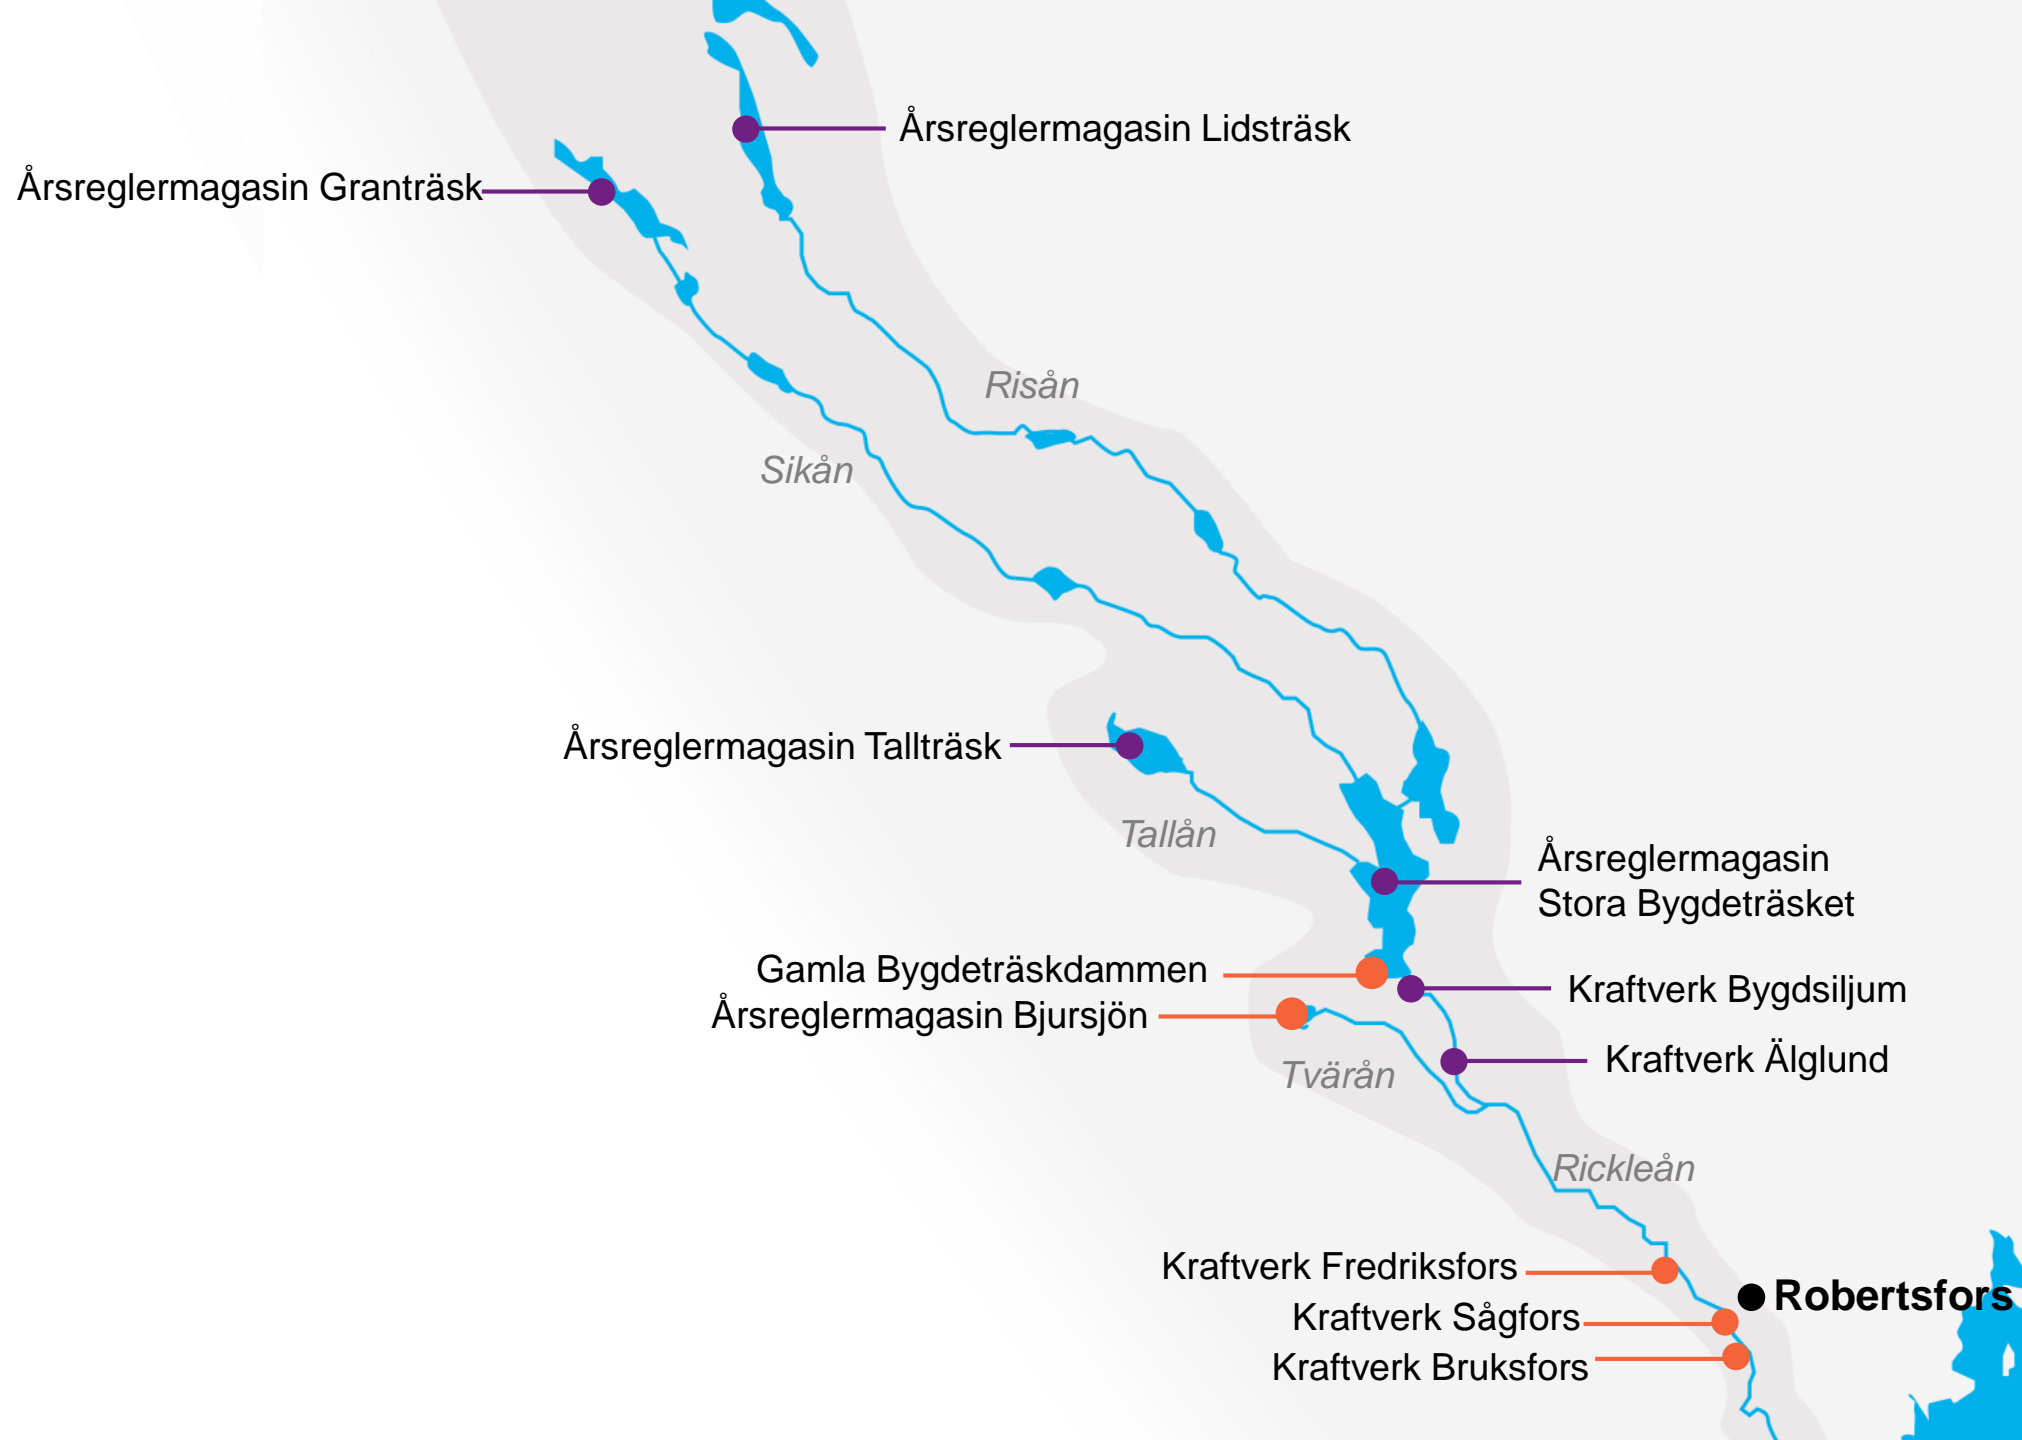 Årsreglermagasin Lidsträsk
Årsreglermagasin Granträsk
Risån
Sikån
Årsreglermagasin Tallträsk
Tallån
Årsreglermagasin
Stora Bygdeträsket
Gamla Bygdeträskdammen
Kraftverk Bygdsiljum
Årsreglermagasin Bjursjön
Kraftverk Älglund
Tvärån
Rickleån
Kraftverk Fredriksfors
Robertsfors
Kraftverk Sågfors
Kraftverk Bruksfors